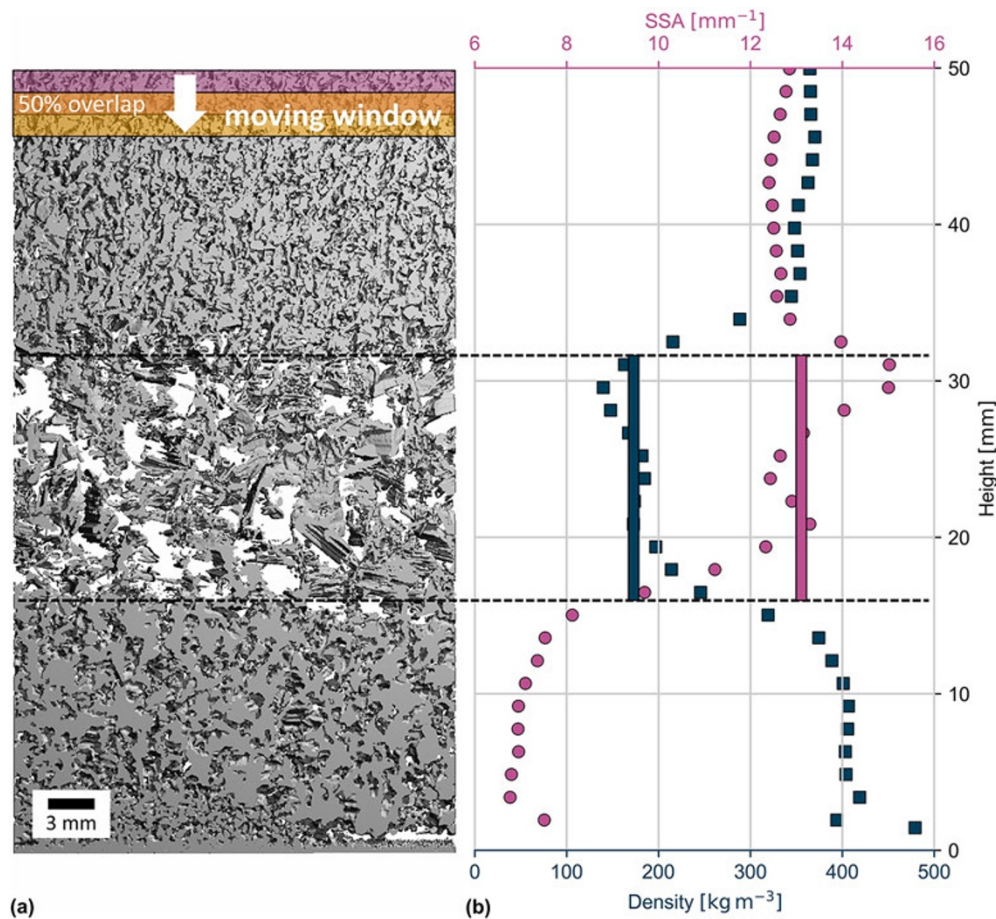 SSA [mm⁻¹]
6 8 10 12 14 16
50% overlap
moving window
50
40
30
20
10
0
Height [mm]
3 mm
0 100 200 300 400 500
Density [kg m⁻³]
(a)
(b)